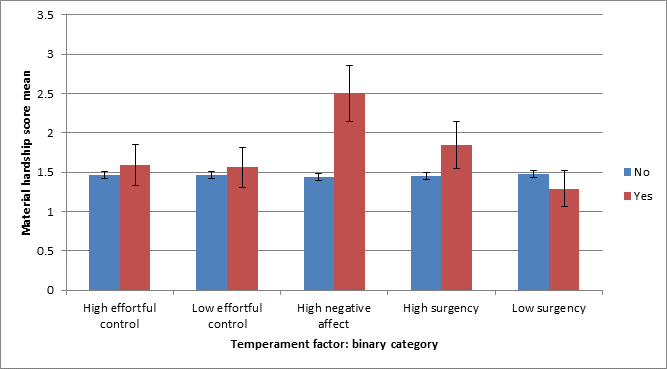 3.5
3
2.5
2
1.5
1
0.5
0
Material hardship score mean
High effortful
control
Low effortful
control
High negative
affect
High surgency
Low surgency
Temperament factor: binary category
No
Yes